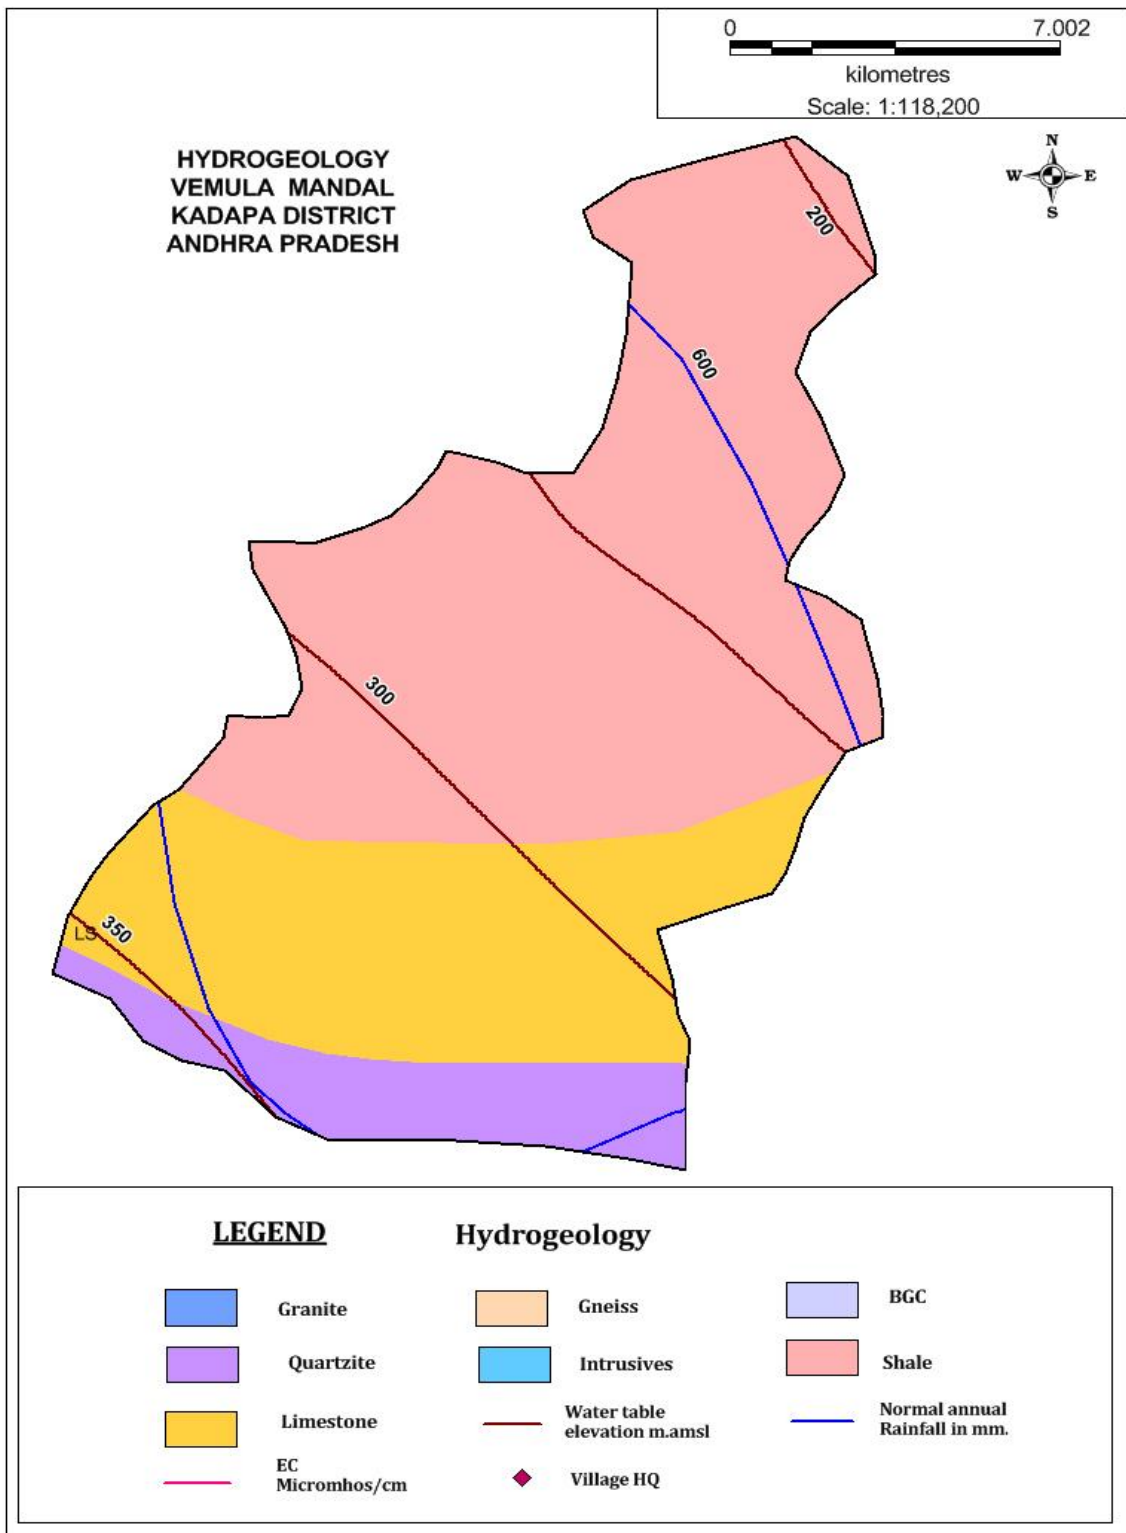 0 7.002
kilometres
Scale: 1:118,200
HYDROGEOLOGY
VEMULA MANDAL
KADAPA DISTRICT
ANDHRA PRADESH
N
W E
S
200
600
300
350
LS
LEGEND Hydrogeology
Granite Gneiss BGC
Quartzite Intrusives Shale
Limestone
Water table
elevation m.amsl
Normal annual
Rainfall in mm.
EC
Micromhos/cm
Village HQ